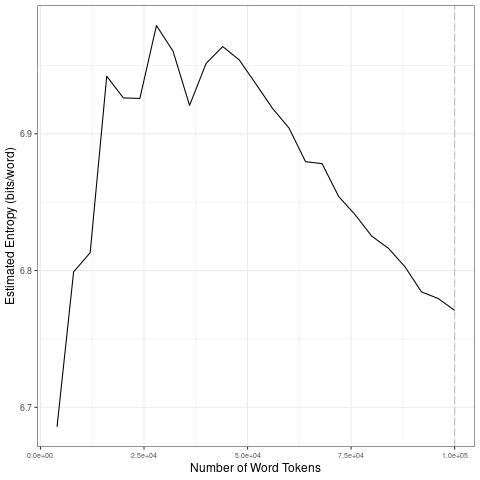 Estimated Entropy (bits/word)
6.9
6.8
6.7
0.0e+00 2.5e+04 5.0e+04 7.5e+04 1.0e+05
Number of Word Tokens